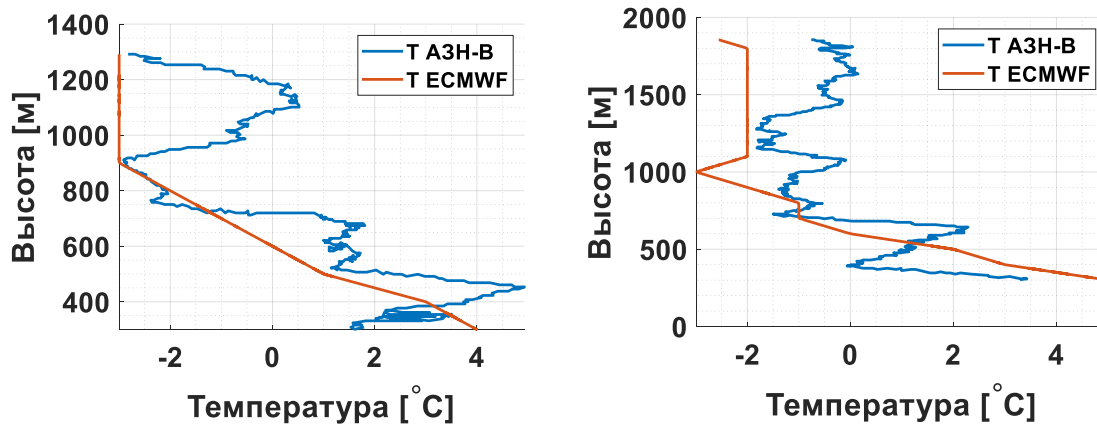 1400
1200
1000
800
600
400
-2
0
2
4
Высота [м]
Температура [°C]
Т АЗН-В
Т ECMWF
2000
1500
1000
500
0
-2
0
2
4
Высота [м]
Температура [°C]
Т АЗН-В
Т ECMWF